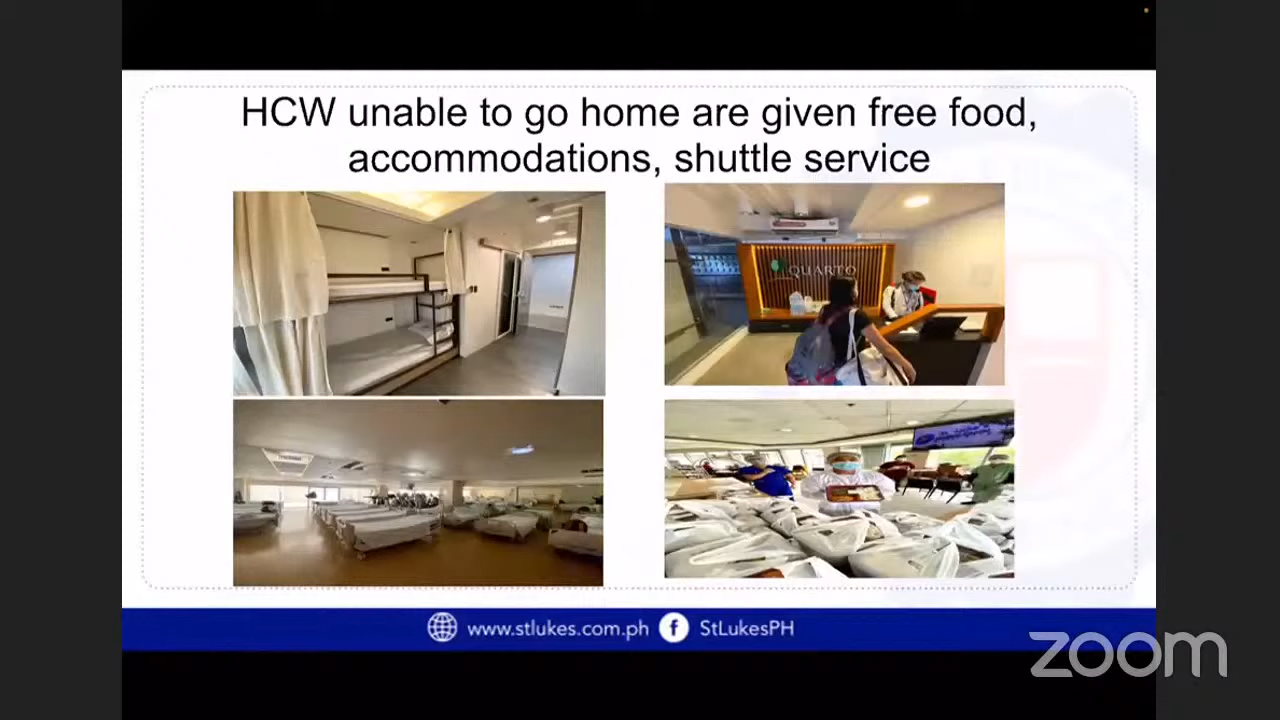 HCW unable to go home are given free food,
accommodations, shuttle service
QUARTO
www.stlukes.com.ph f StLukesPH
zoom